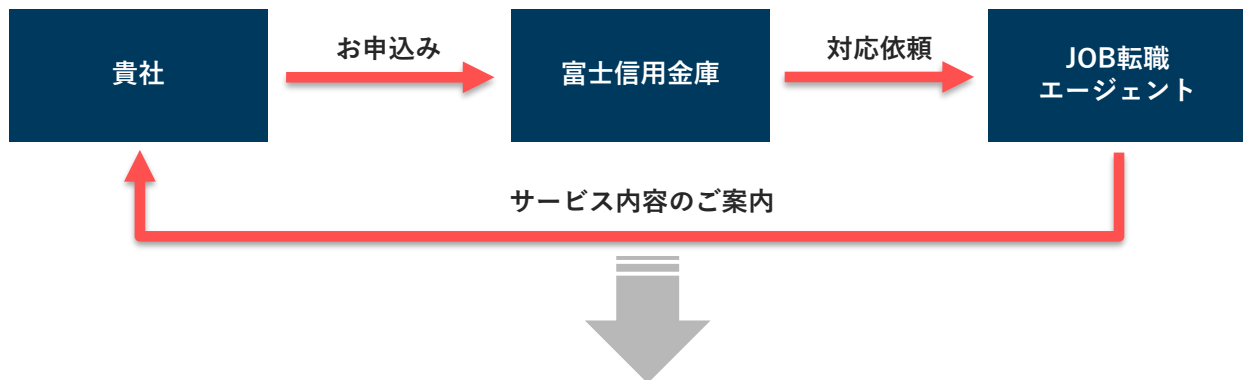 貴社
お申込み
富士信用金庫
対応依頼
JOB転職
エージェント
サービス内容のご案内